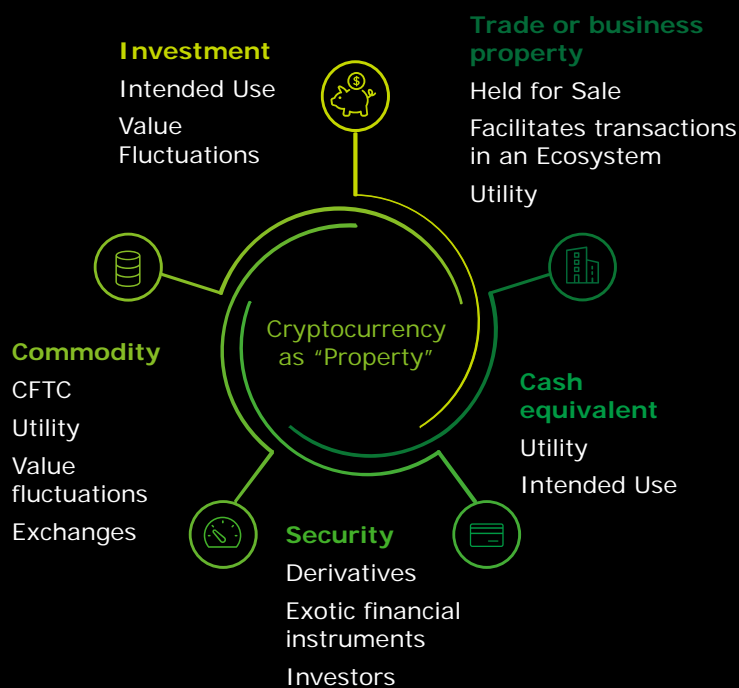 Investment
Intended Use
Value
Fluctuations
Trade or business
property
Held for Sale
Facilitates transactions
in an Ecosystem
Utility
Cryptocurrency
as “Property”
Commodity
CFTC
Utility
Value
fluctuations
Exchanges
Cash
equivalent
Utility
Intended Use
Security
Derivatives
Exotic financial
instruments
Investors
$